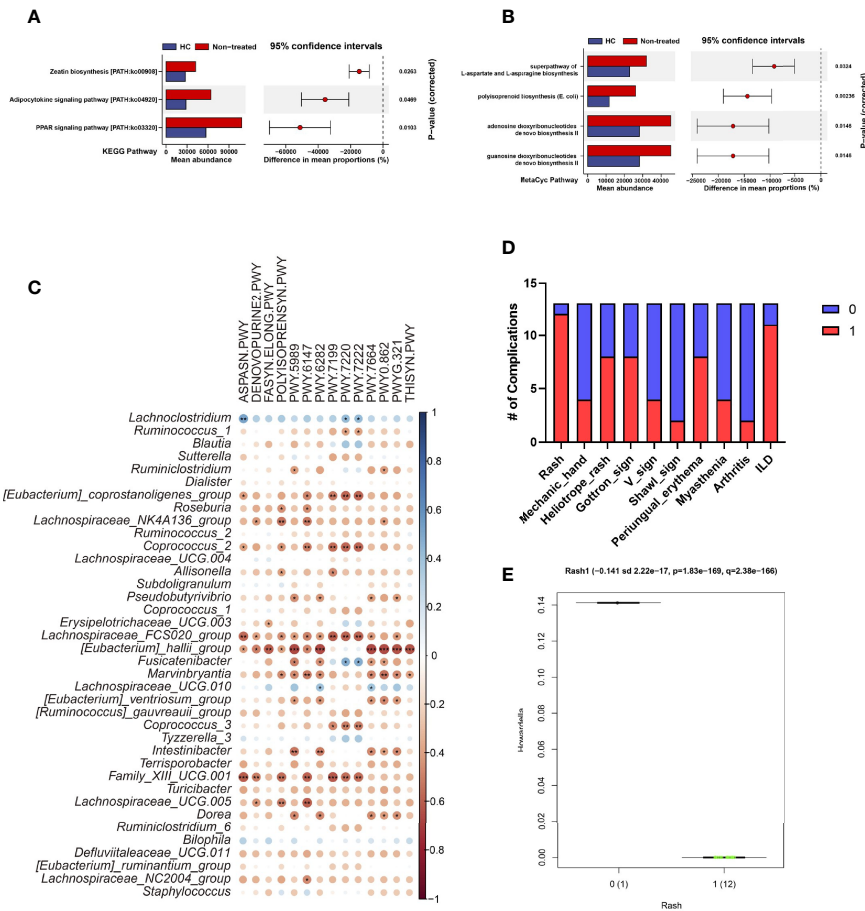 A
HC Non-treated
95% confidence intervals
Zeatin biosynthesis [PATH:ko00908]
0.0263
Adipocytokine signaling pathway [PATH:ko04920]
0.0469
PPAR signaling pathway [PATH:ko03320]
0.0103
P-value (corrected)
0 30000 60000 90000
−60000 −40000 −20000 0
KEGG Pathway
Mean abundance
Difference in mean proportions (%)
B
HC Non-treated
95% confidence intervals
superpathway of
L-aspartate and L-aspragine biosynthesis
0.0324
polyisoprenoid biosynthesis (E. coli)
0.00236
adenosine deoxyribonucleotides
de novo biosynthesis II
0.0146
guanosine deoxyribonucleotides
de novo biosynthesis II
0.0146
P-value (corrected)
0 10000 20000 30000 40000
−25000 −20000 −15000 −10000 −5000 0
MetaCyc Pathway
Mean abundance
Difference in mean proportions (%)
C
ASPASN.PWY
DENOVOPURINE2.PWY
FASYN.ELONG.PWY
POLYISOPRENSYN.PWY
PWY.5989
PWY.6147
PWY.6282
PWY.7199
PWY.7220
PWY.7222
PWY.7664
PWY0.862
PWYG.321
THISYN.PWY
Lachnoclostridium
Ruminococcus_1
Blautia
Sutterella
Ruminiclostridium
Dialister
[Eubacterium]_coprostanoligenes_group
Roseburia
Lachnospiraceae_NK4A136_group
Ruminococcus_2
Coprococcus_2
Lachnospiraceae_UCG.004
Allisonella
Subdoligranulum
Pseudobutyrivibrio
Coprococcus_1
Erysipelotrichaceae_UCG.003
Lachnospiraceae_FCS020_group
[Eubacterium]_hallii_group
Fusicatenibacter
Marvinbryantia
Lachnospiraceae_UCG.010
[Eubacterium]_ventriosum_group
[Ruminococcus]_gauvreauii_group
Coprococcus_3
Tyzzerella_3
Intestinibacter
Terrisporobacter
Family_XIII_UCG.001
Turicibacter
Lachnospiraceae_UCG.005
Dorea
Ruminiclostridium_6
Bilophila
Defluviitaleaceae_UCG.011
[Eubacterium]_ruminantium_group
Lachnospiraceae_NC2004_group
Staphylococcus
1
0.8
0.6
0.4
0.2
0
-0.2
-0.4
-0.6
-0.8
-1
D
# of Complications
15
10
5
0
0
1
Rash
Mechanic_hand
Heliotrope_rash
Gottron_sign
V_sign
Shawl_sign
Periungual_erythema
Myasthenia
Arthritis
ILD
E
Rash1 (−0.141 sd 2.22e−17, p=1.83e−169, q=2.38e−166)
0.14
0.12
0.10
0.08
0.06
0.04
0.02
0.00
0 (1) 1 (12)
Rash